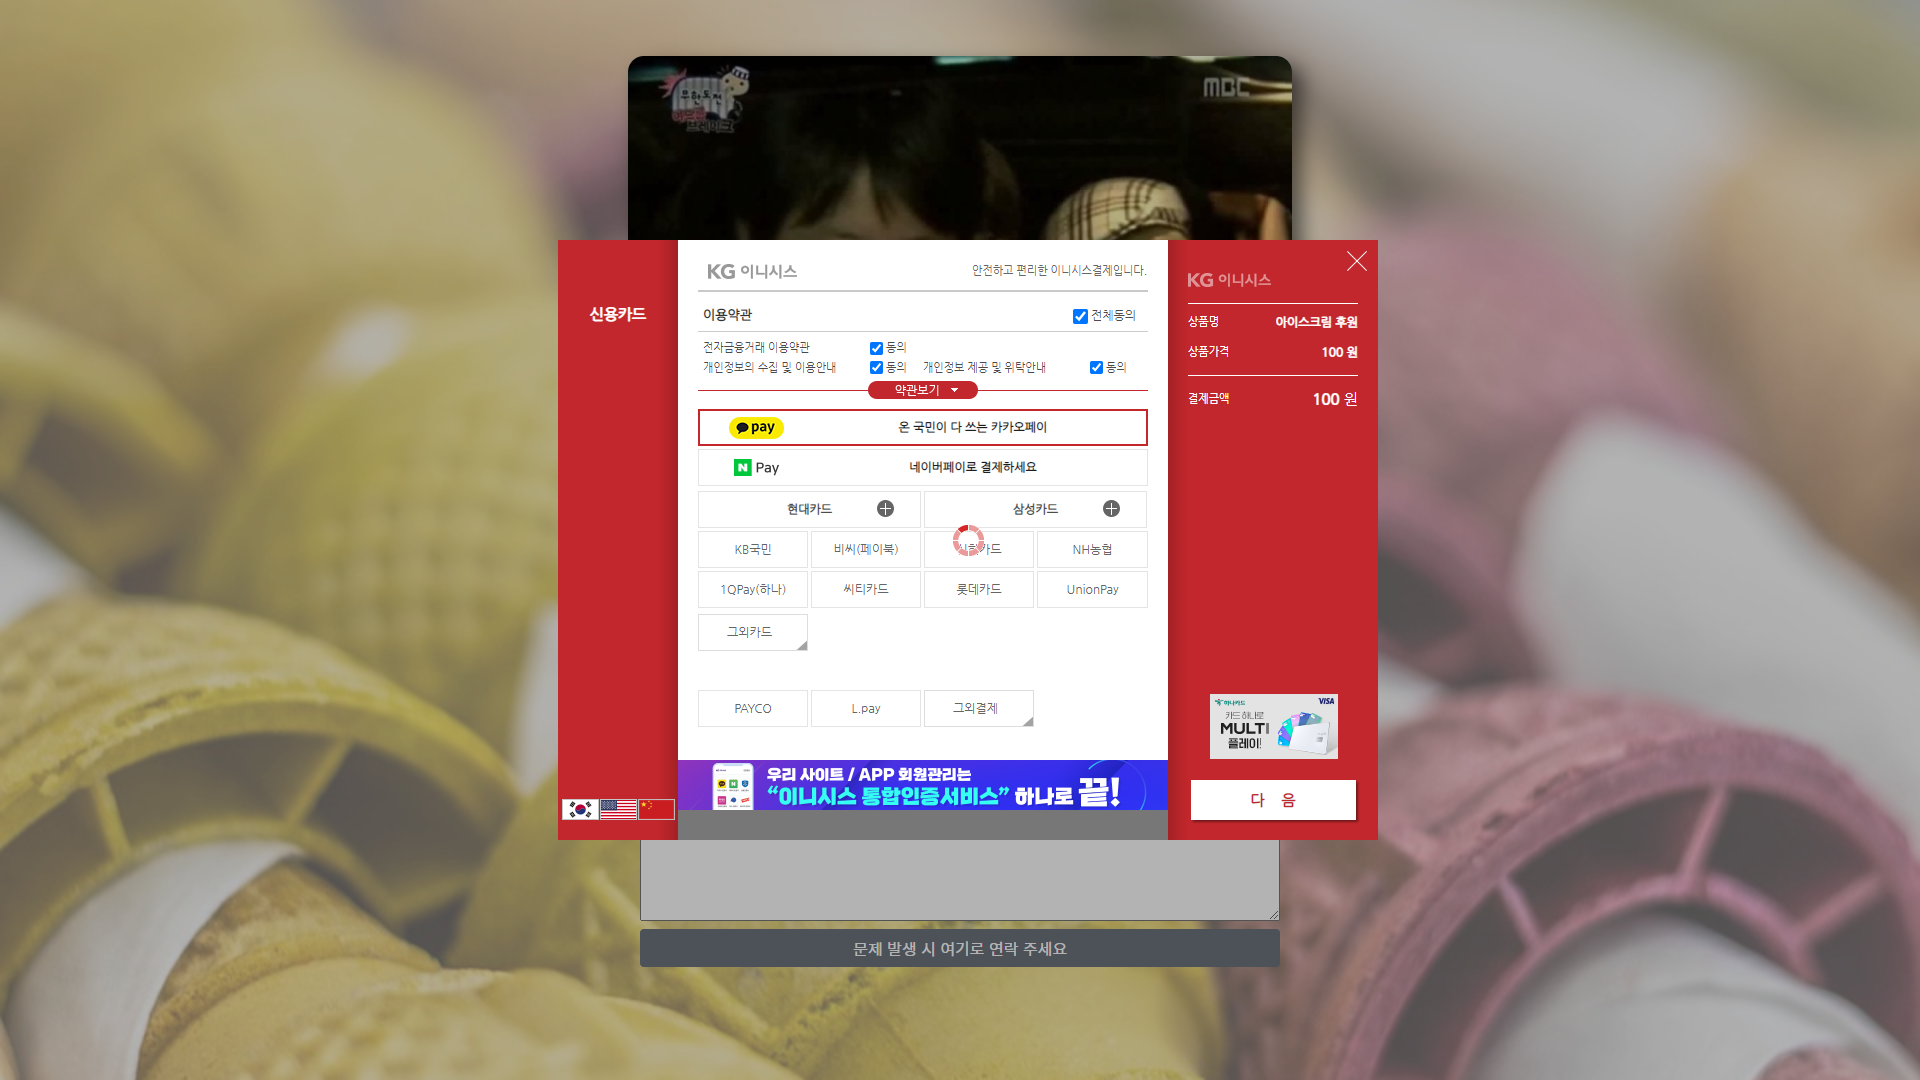 무한도전
브레이크
MBC
KG 이니시스
안전하고 편리한 이니시스결제입니다.
신용카드
이용약관
전체동의
전자금융거래 이용약관
동의
개인정보의 수집 및 이용안내
동의
개인정보 제공 및 위탁안내
동의
약관보기
pay
온 국민이 다 쓰는 카카오페이
N Pay
네이버페이로 결제하세요
현대카드
삼성카드
KB국민
비씨(페이북)
카드
NH농협
1QPay(하나)
씨티카드
롯데카드
UnionPay
그외카드
PAYCO
L.pay
그외결제
우리 사이트 / APP 회원관리는
“이니시스 통합인증서비스” 하나로 끝!
KG 이니시스
상품명
아이스크림 후원
상품가격
100 원
결제금액
100 원
하나카드
VISA
카드 하나로
MULTI
플레이!
다 음
문제 발생 시 여기로 연락 주세요